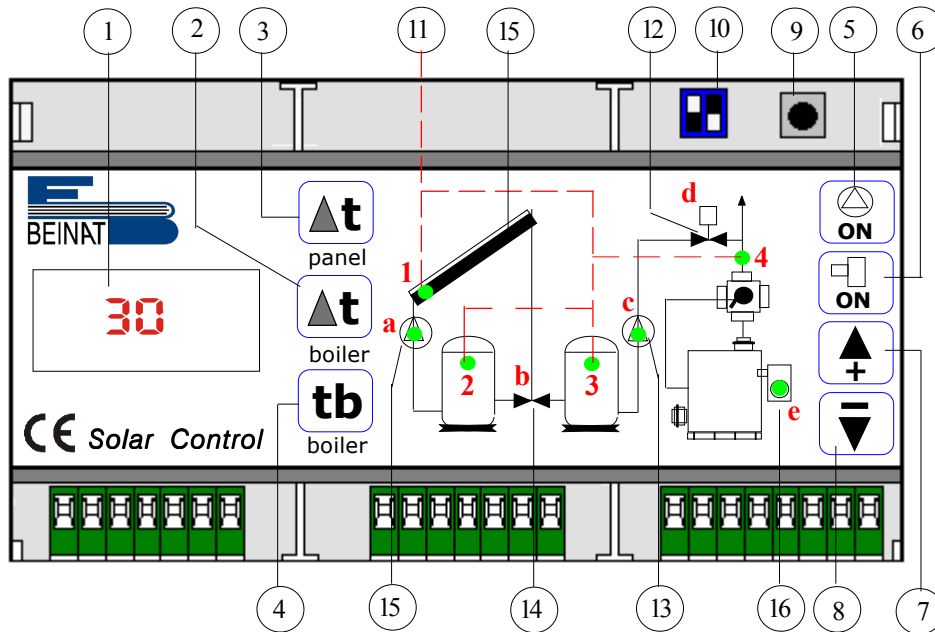 1 2 3 11 15 12 10 9 5 6
BEINAT
30
CE Solar Control
Δt
panel
Δt
boiler
tb
boiler
1
a
2
b
3
c
d
4
e
ON
ON
+
−
4 15 14 13 16 8 7